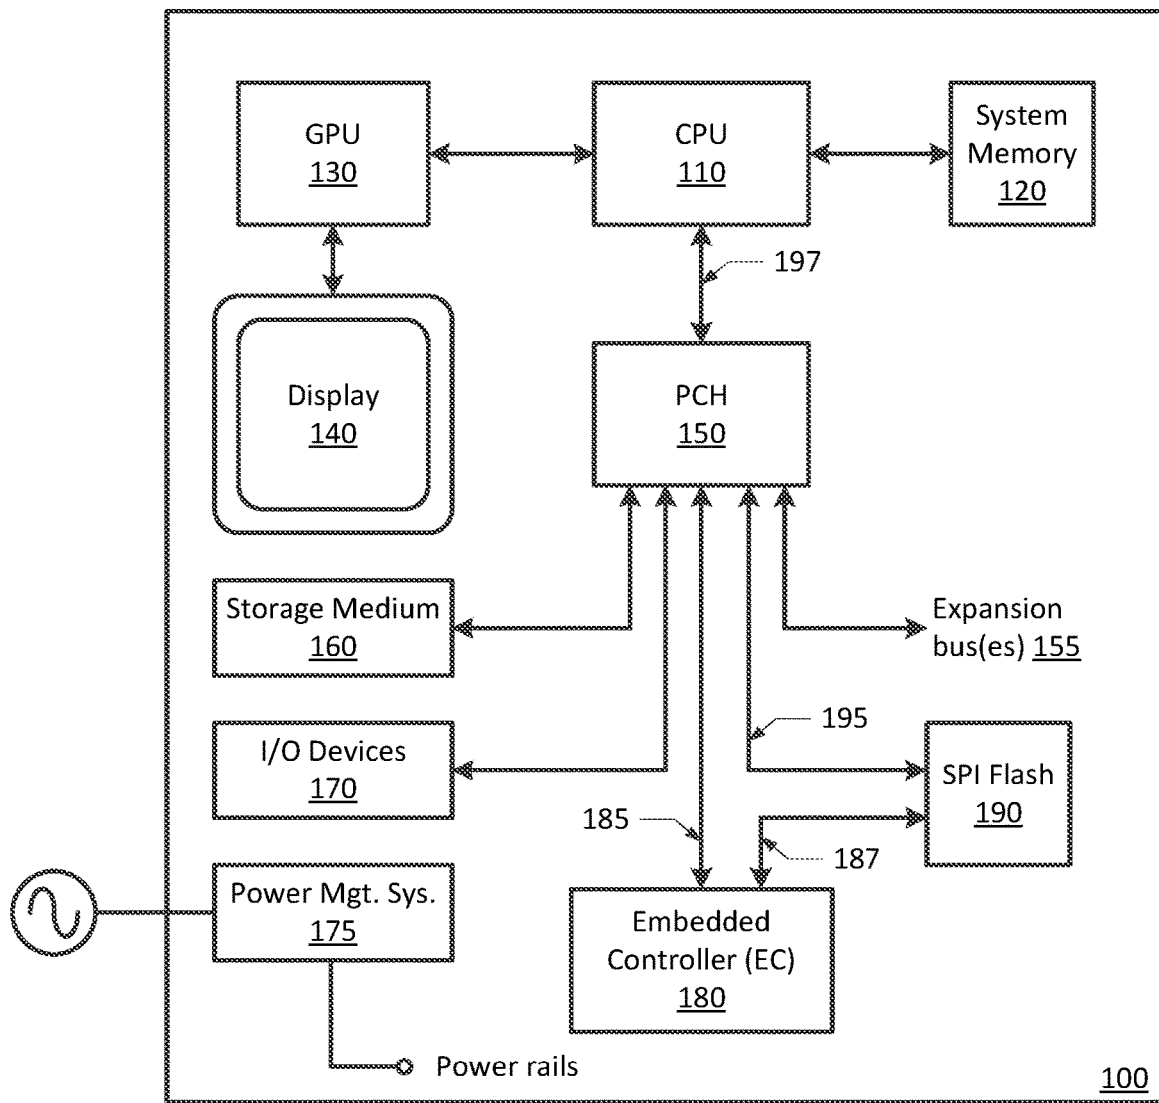 GPU
130
CPU
110
System
Memory
120
197
Display
140
PCH
150
Storage Medium
160
Expansion
bus(es) 155
I/O Devices
170
195
SPI Flash
190
185
187
Power Mgt. Sys.
175
Embedded
Controller (EC)
180
Power rails
100